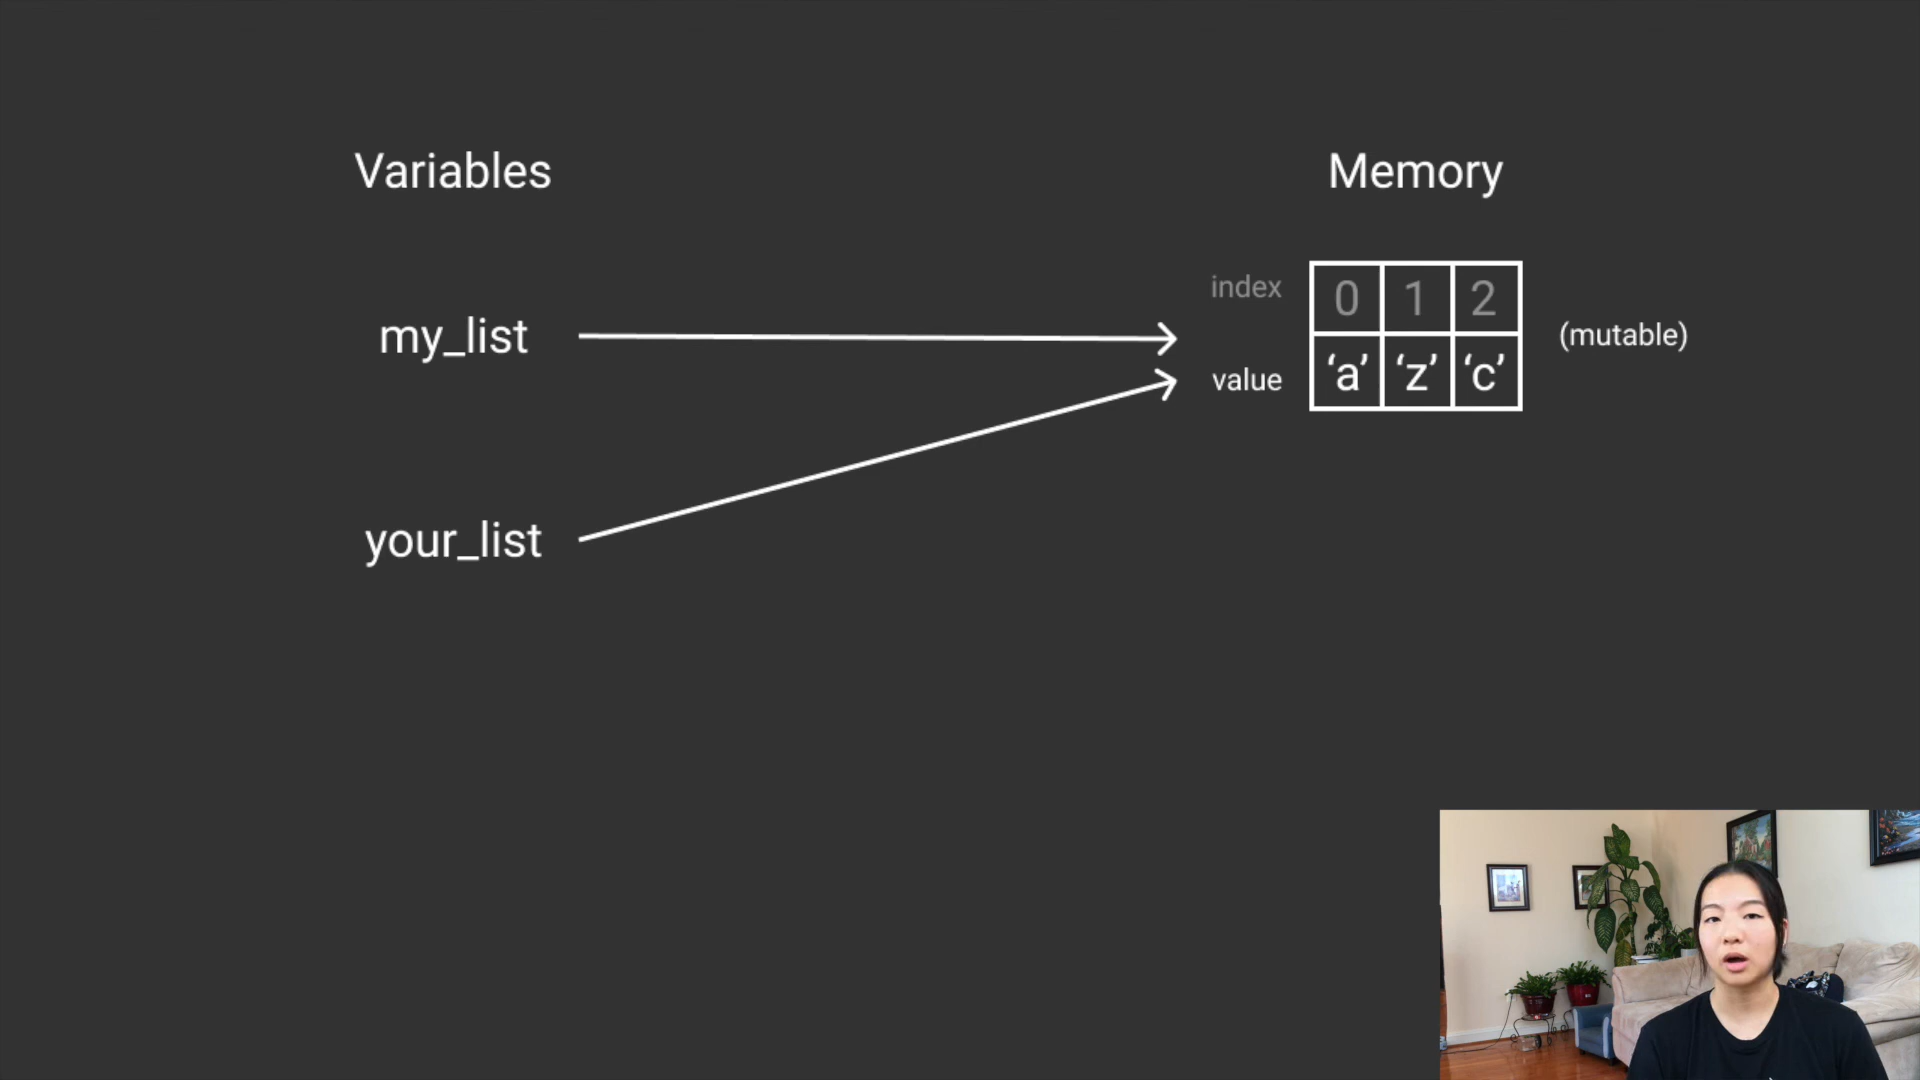 Variables
Memory
index
0 1 2
my_list
(mutable)
value
‘a’ ‘z’ ‘c’
your_list